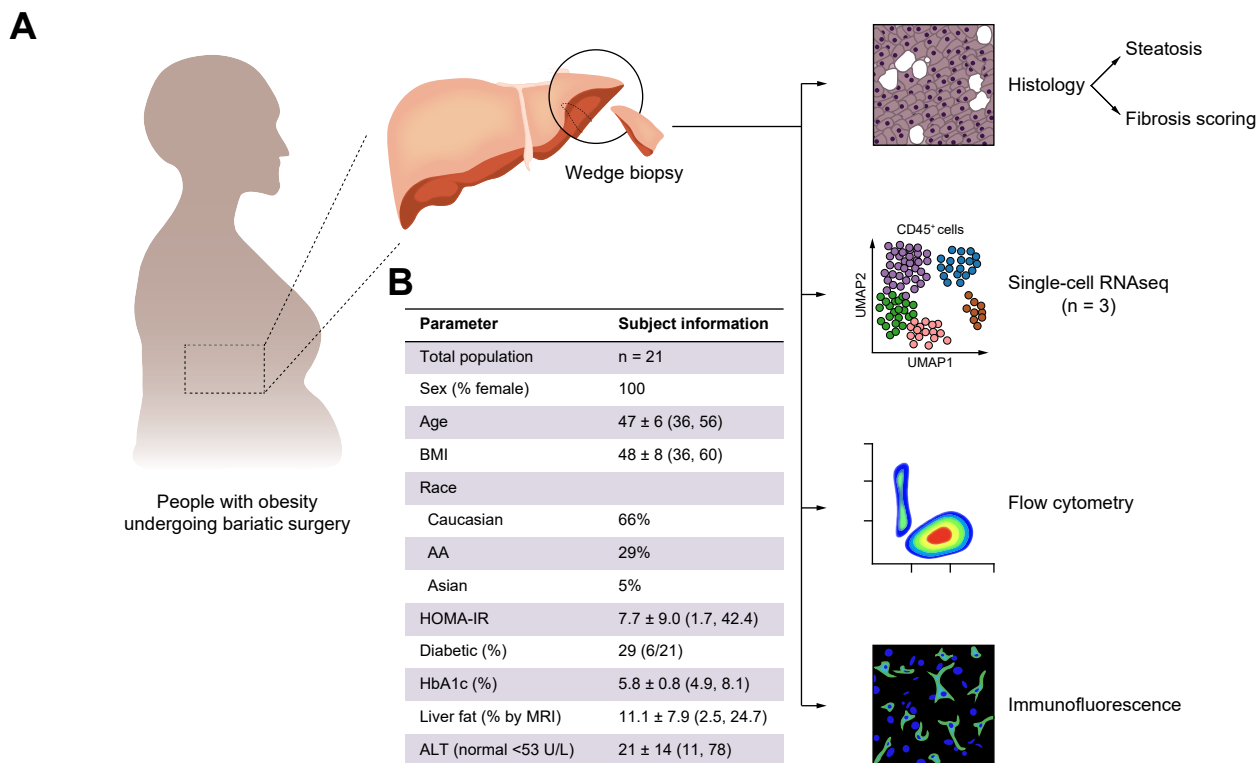 A
People with obesity
undergoing bariatic surgery
Wedge biopsy
Histology
Steatosis
Fibrosis scoring
CD45⁺ cells
UMAP2
UMAP1
Single-cell RNAseq
(n = 3)
Flow cytometry
Immunofluorescence
B
Parameter Subject information
Total population n = 21
Sex (% female) 100
Age 47 ± 6 (36, 56)
BMI 48 ± 8 (36, 60)
Race
Caucasian 66%
AA 29%
Asian 5%
HOMA-IR 7.7 ± 9.0 (1.7, 42.4)
Diabetic (%) 29 (6/21)
HbA1c (%) 5.8 ± 0.8 (4.9, 8.1)
Liver fat (% by MRI) 11.1 ± 7.9 (2.5, 24.7)
ALT (normal <53 U/L) 21 ± 14 (11, 78)